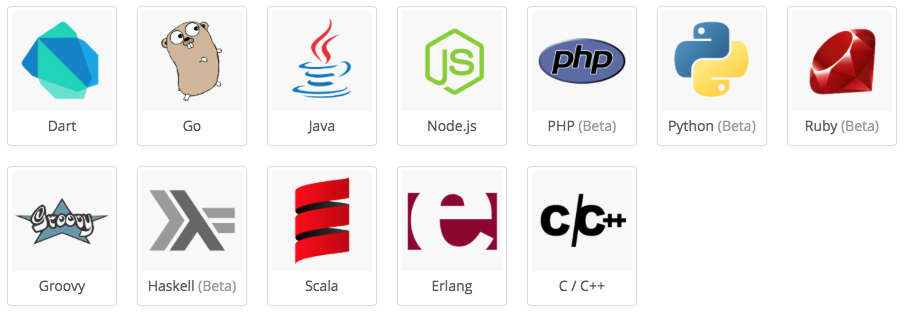 JS
php
Dart
Go
Java
Node.js
PHP (Beta)
Python (Beta)
Ruby (Beta)
Groovy
e
C/C++
Groovy
Haskell (Beta)
Scala
Erlang
C / C++